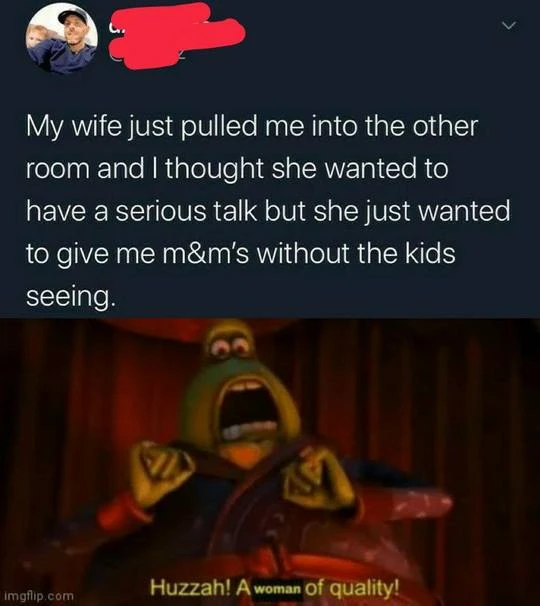 My wife just pulled me into the other
room and I thought she wanted to
have a serious talk but she just wanted
to give me m&m's without the kids
seeing.
Huzzah! A woman of quality!
imgflip.com